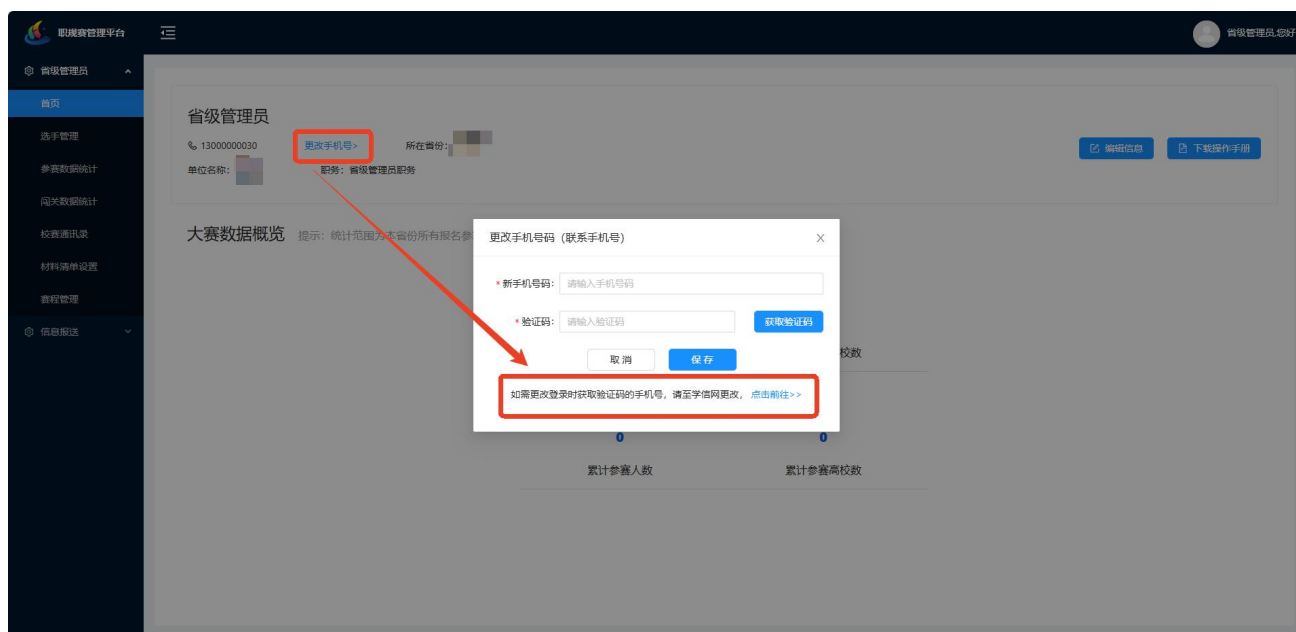 职规赛管理平台
省级管理员,您好
省级管理员
首页
选手管理
参赛数据统计
闯关数据统计
校赛通讯录
材料清单设置
赛程管理
信息报送
省级管理员
13000000030 更改手机号> 所在省份:
单位名称: 职务: 省级管理员职务
编辑信息 下载操作手册
大赛数据概览 提示: 统计范围为本省份所有报名参
更改手机号码 (联系手机号)
* 新手机号码: 请输入手机号码
* 验证码: 请输入验证码 获取验证码
取 消 保 存
校数
如需更改登录时获取验证码的手机号, 请至学信网更改, 点击前往>>
0 0
累计参赛人数 累计参赛高校数